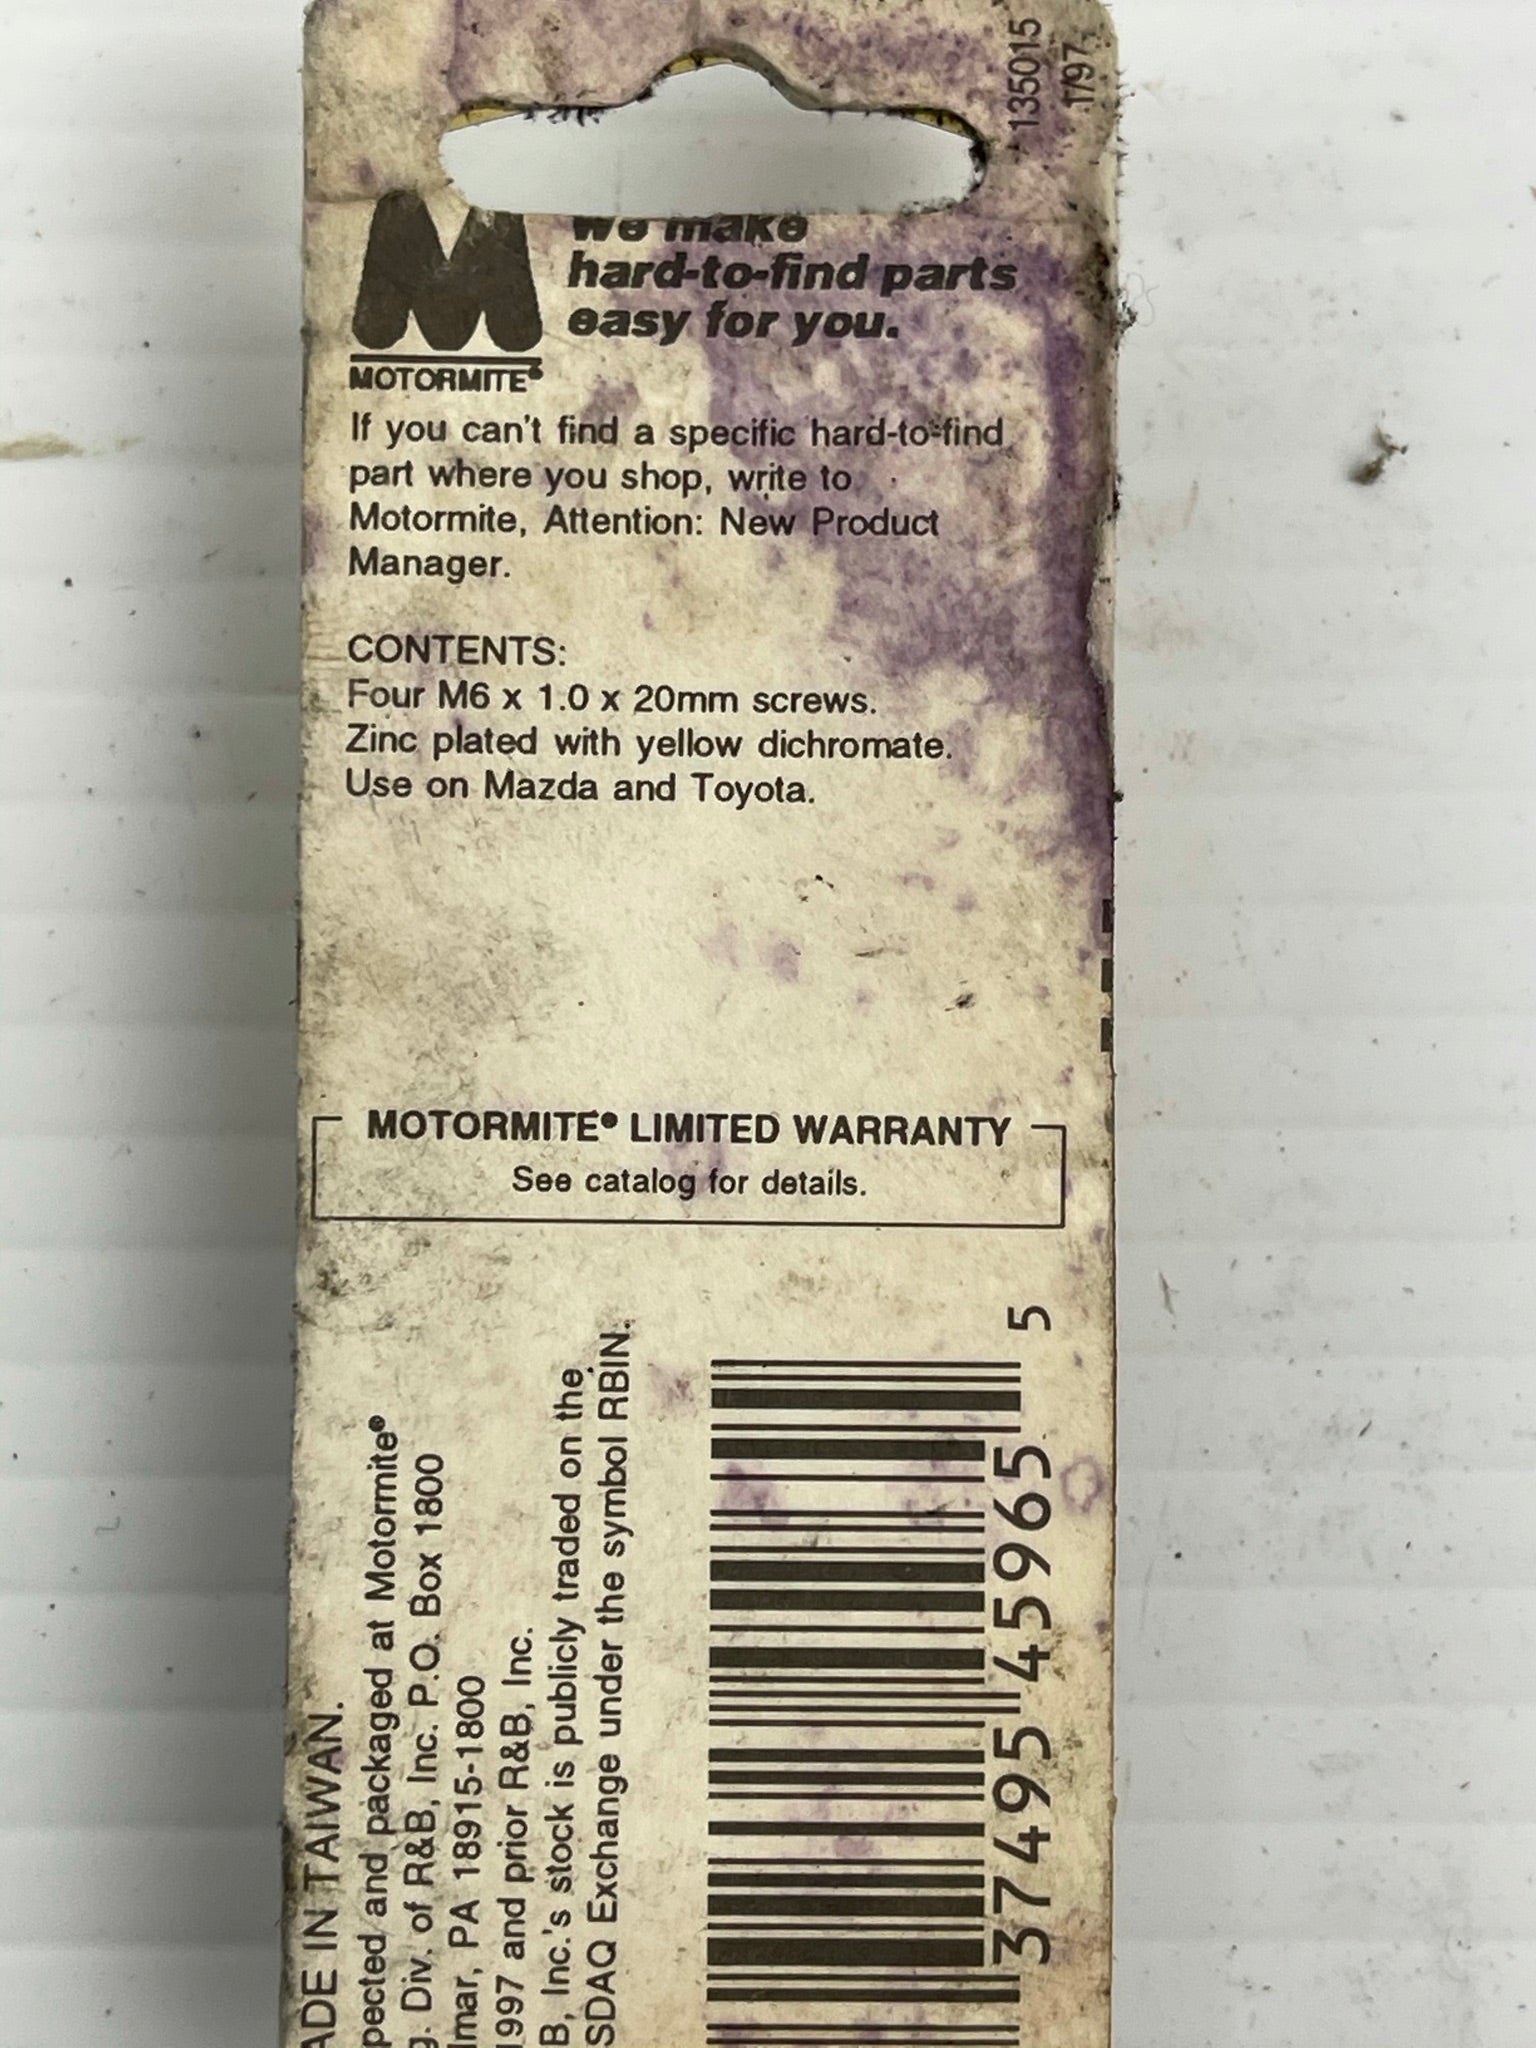 135015
1/97
We make
hard-to-find parts
easy for you.
MOTORMITE®
If you can't find a specific hard-to-find
part where you shop, write to
Motormite, Attention: New Product
Manager.
CONTENTS:
Four M6 x 1.0 x 20mm screws.
Zinc plated with yellow dichromate.
Use on Mazda and Toyota.
MOTORMITE® LIMITED WARRANTY
See catalog for details.
ADE IN TAIWAN.
pected and packaged at Motormite®
g. Div. of R&B, Inc. P.O. Box 1800
lmar, PA 18915-1800
1997 and prior R&B, Inc.
B, Inc.'s stock is publicly traded on the
SDAQ Exchange under the symbol RBIN.
37495 45965 5